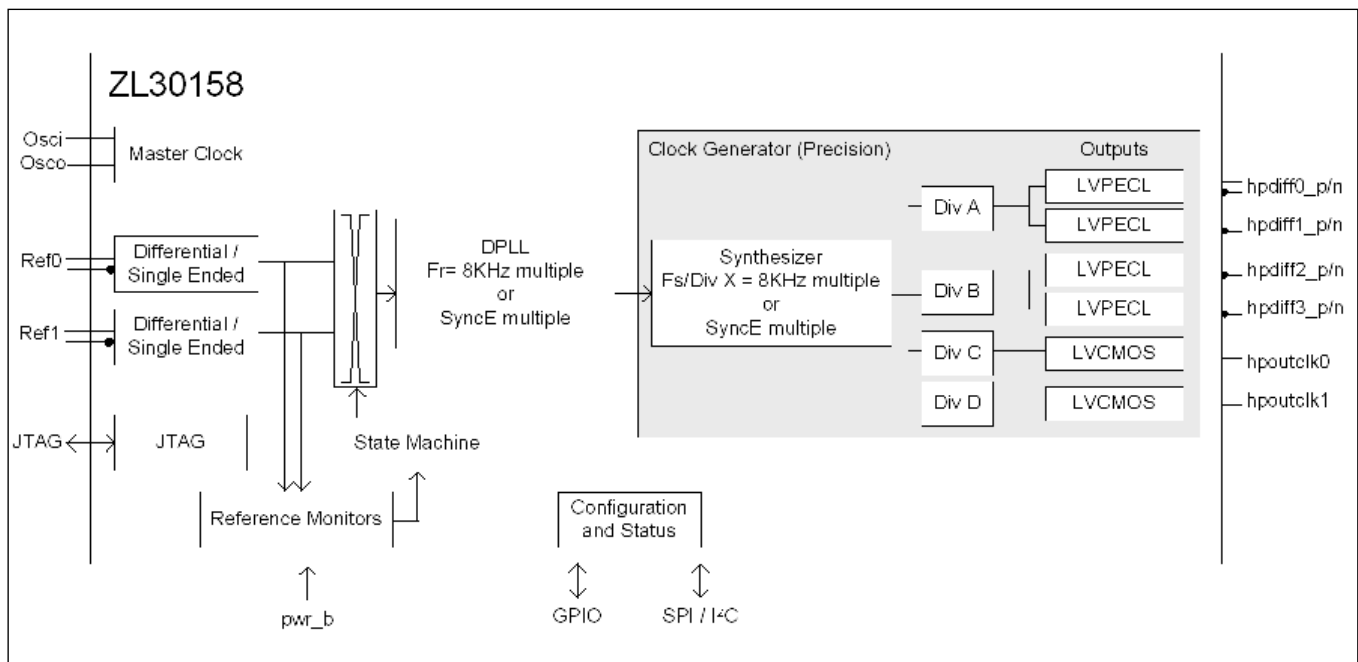 ZL30158
Osci
Osco
Master Clock
Clock Generator (Precision)
Outputs
LVPECL
hpdiff0_p/n
Div A
LVPECL
hpdiff1_p/n
Ref0
Differential /
Single Ended
DPLL
Fr= 8KHz multiple
or
SyncE multiple
Synthesizer
Fs/Div X = 8KHz multiple
or
SyncE multiple
LVPECL
hpdiff2_p/n
Div B
LVPECL
hpdiff3_p/n
Ref1
Differential /
Single Ended
Div C
LVCMOS
hpoutclk0
Div D
LVCMOS
hpoutclk1
JTAG
JTAG
State Machine
Reference Monitors
Configuration
and Status
pwr_b
GPIO
SPI / I²C